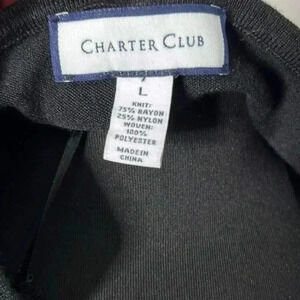 CHARTER CLUB
L
KNIT:
75% RAYON
25% NYLON
WOVEN:
100%
POLYESTER
MADE IN
CHINA